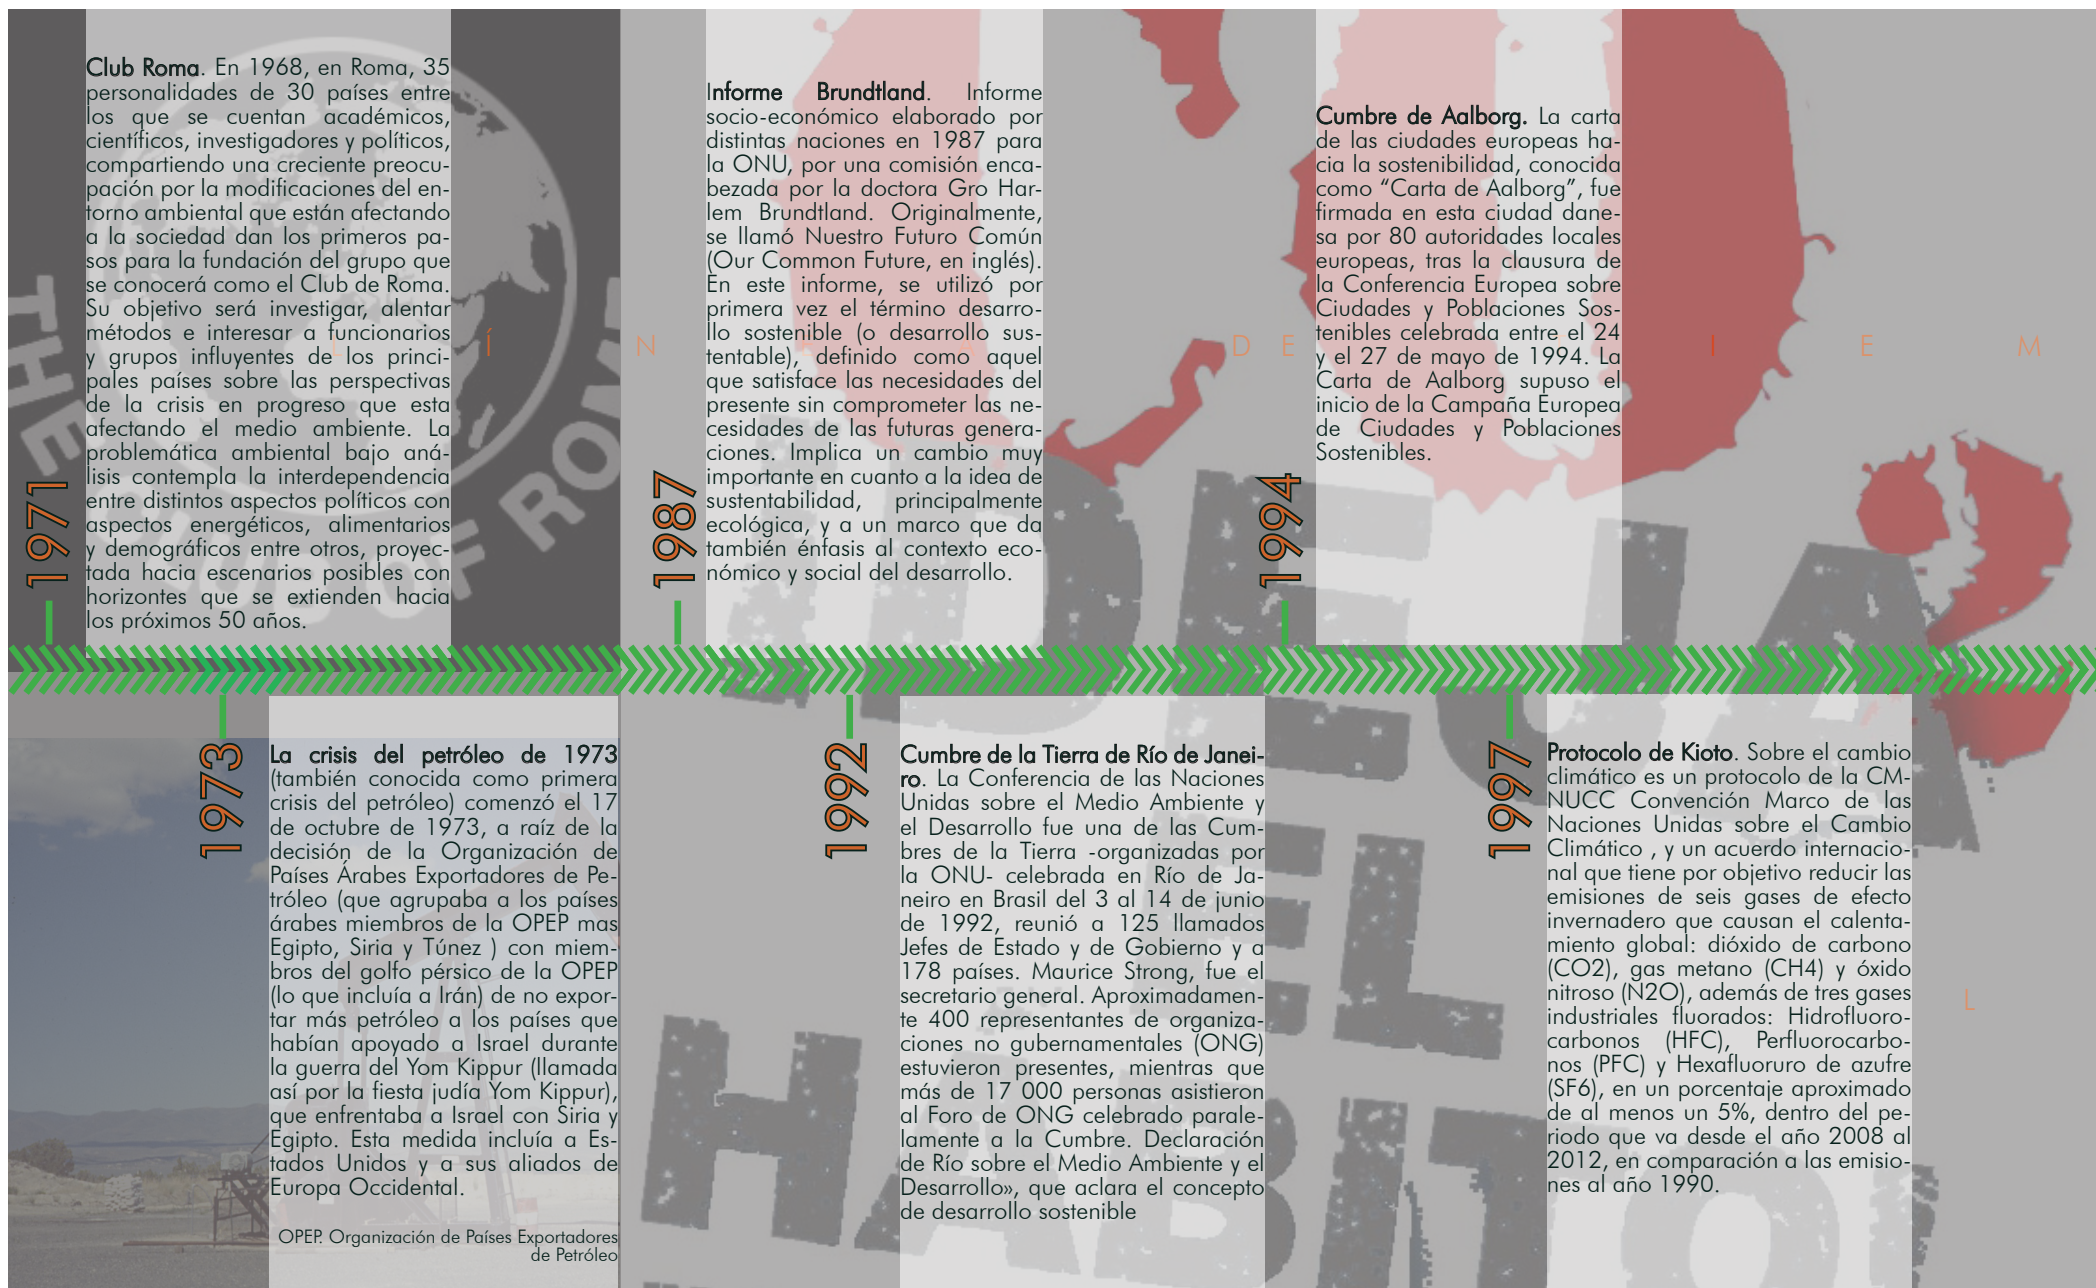 Club Roma. En 1968, en Roma, 35
personalidades de 30 países entre
los que se cuentan académicos,
científicos, investigadores y políticos,
compartiendo una creciente preocu-
pación por la modificaciones del en-
torno ambiental que están afectando
a la sociedad dan los primeros pa-
sos para la fundación del grupo que
se conocerá como el Club de Roma.
Su objetivo será investigar, alentar
métodos e interesar a funcionarios
y grupos influyentes de los princi-
pales países sobre las perspectivas
de la crisis en progreso que esta
afectando el medio ambiente. La
problemática ambiental bajo aná-
lisis contempla la interdependencia
entre distintos aspectos políticos con
aspectos energéticos, alimentarios
y demográficos entre otros, proyec-
tada hacia escenarios posibles con
horizontes que se extienden hacia
los próximos 50 años.
1971
Informe Brundtland. Informe
socio-económico elaborado por
distintas naciones en 1987 para
la ONU, por una comisión enca-
bezada por la doctora Gro Har-
lem Brundtland. Originalmente,
se llamó Nuestro Futuro Común
(Our Common Future, en inglés).
En este informe, se utilizó por
primera vez el término desarro-
llo sostenible (o desarrollo sus-
tentable), definido como aquel
que satisface las necesidades del
presente sin comprometer las ne-
cesidades de las futuras genera-
ciones. Implica un cambio muy
importante en cuanto a la idea de
sustentabilidad, principalmente
ecológica, y a un marco que da
también énfasis al contexto eco-
nómico y social del desarrollo.
1987
Cumbre de Aalborg. La carta
de las ciudades europeas ha-
cia la sostenibilidad, conocida
como “Carta de Aalborg”, fue
firmada en esta ciudad dane-
sa por 80 autoridades locales
europeas, tras la clausura de
la Conferencia Europea sobre
Ciudades y Poblaciones Sos-
tenibles celebrada entre el 24
y el 27 de mayo de 1994. La
Carta de Aalborg supuso el
inicio de la Campaña Europea
de Ciudades y Poblaciones
Sostenibles.
1994
L Í N A DE I E M
THE CLUB OF ROME
1973
La crisis del petróleo de 1973
(también conocida como primera
crisis del petróleo) comenzó el 17
de octubre de 1973, a raíz de la
decisión de la Organización de
Países Árabes Exportadores de Pe-
tróleo (que agrupaba a los países
árabes miembros de la OPEP mas
Egipto, Siria y Túnez ) con miem-
bros del golfo pérsico de la OPEP
(lo que incluía a Irán) de no expor-
tar más petróleo a los países que
habían apoyado a Israel durante
la guerra del Yom Kippur (llamada
así por la fiesta judía Yom Kippur),
que enfrentaba a Israel con Siria y
Egipto. Esta medida incluía a Es-
tados Unidos y a sus aliados de
Europa Occidental.
OPEP. Organización de Países Exportadores
de Petróleo
1992
Cumbre de la Tierra de Río de Janei-
ro. La Conferencia de las Naciones
Unidas sobre el Medio Ambiente y
el Desarrollo fue una de las Cum-
bres de la Tierra -organizadas por
la ONU- celebrada en Río de Ja-
neiro en Brasil del 3 al 14 de junio
de 1992, reunió a 125 llamados
Jefes de Estado y de Gobierno y a
178 países. Maurice Strong, fue el
secretario general. Aproximadamen-
te 400 representantes de organiza-
ciones no gubernamentales (ONG)
estuvieron presentes, mientras que
más de 17 000 personas asistieron
al Foro de ONG celebrado parale-
lamente a la Cumbre. Declaración
de Río sobre el Medio Ambiente y el
Desarrollo», que aclara el concepto
de desarrollo sostenible
1997
Protocolo de Kioto. Sobre el cambio
climático es un protocolo de la CM-
NUCC Convención Marco de las
Naciones Unidas sobre el Cambio
Climático , y un acuerdo internacio-
nal que tiene por objetivo reducir las
emisiones de seis gases de efecto
invernadero que causan el calenta-
miento global: dióxido de carbono
(CO2), gas metano (CH4) y óxido
nitroso (N2O), además de tres gases
industriales fluorados: Hidrofluoro-
carbonos (HFC), Perfluorocarbo-
nos (PFC) y Hexafluoruro de azufre
(SF6), en un porcentaje aproximado
de al menos un 5%, dentro del pe-
riodo que va desde el año 2008 al
2012, en comparación a las emisio-
nes al año 1990.
L